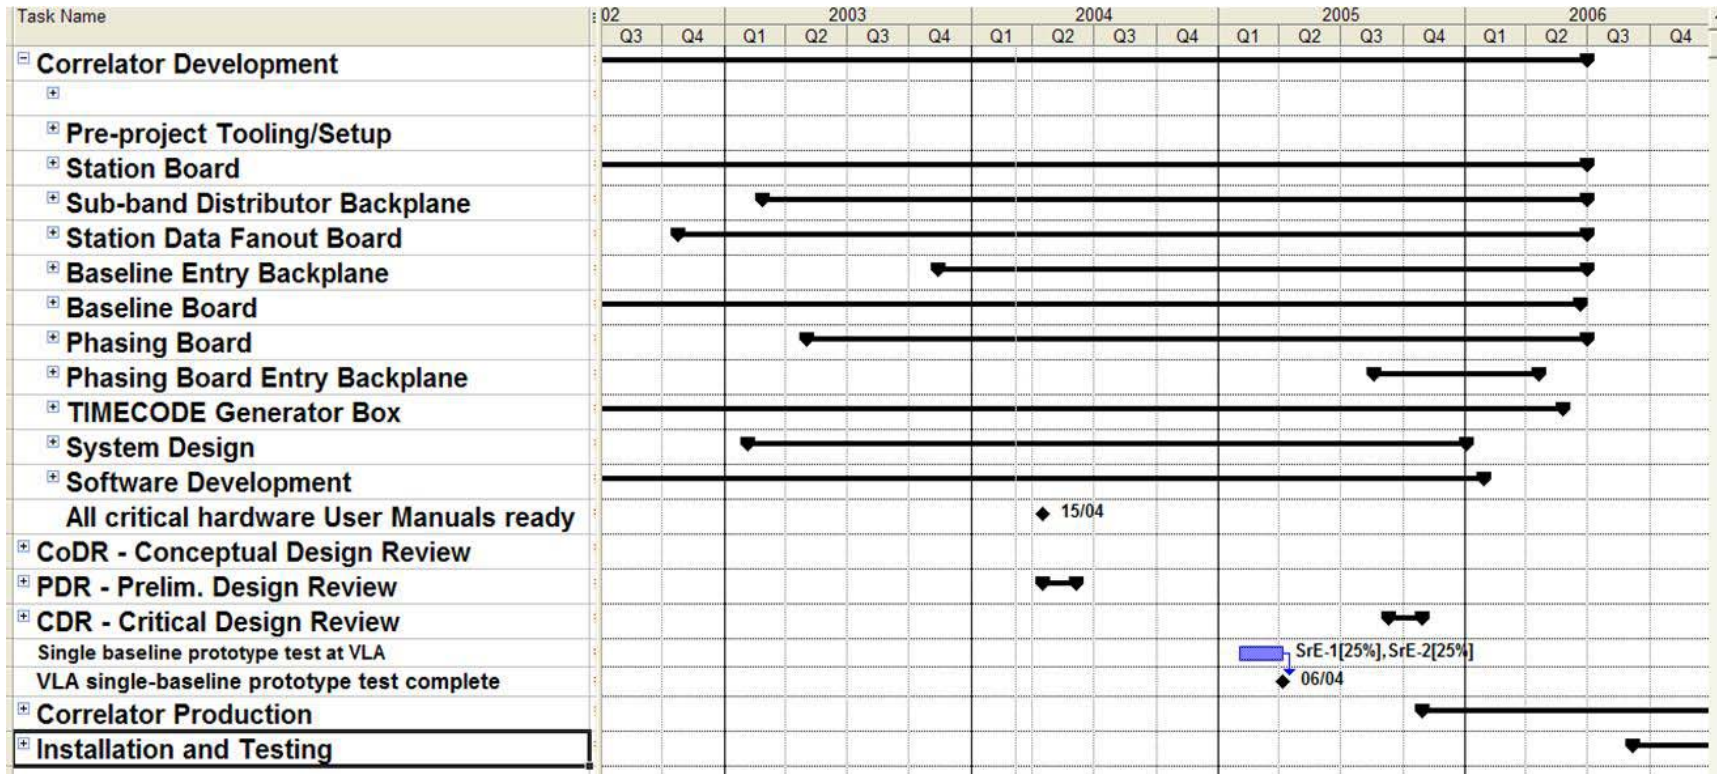 Task Name 02 2003 2004 2005 2006
Q3 Q4 Q1 Q2 Q3 Q4 Q1 Q2 Q3 Q4 Q1 Q2 Q3 Q4 Q1 Q2 Q3 Q4
Correlator Development
Pre-project Tooling/Setup
Station Board
Sub-band Distributor Backplane
Station Data Fanout Board
Baseline Entry Backplane
Baseline Board
Phasing Board
Phasing Board Entry Backplane
TIMECODE Generator Box
System Design
Software Development
All critical hardware User Manuals ready 15/04
CoDR - Conceptual Design Review
PDR - Prelim. Design Review
CDR - Critical Design Review
Single baseline prototype test at VLA SrE-1[25%],SrE-2[25%]
VLA single-baseline prototype test complete 06/04
Correlator Production
Installation and Testing